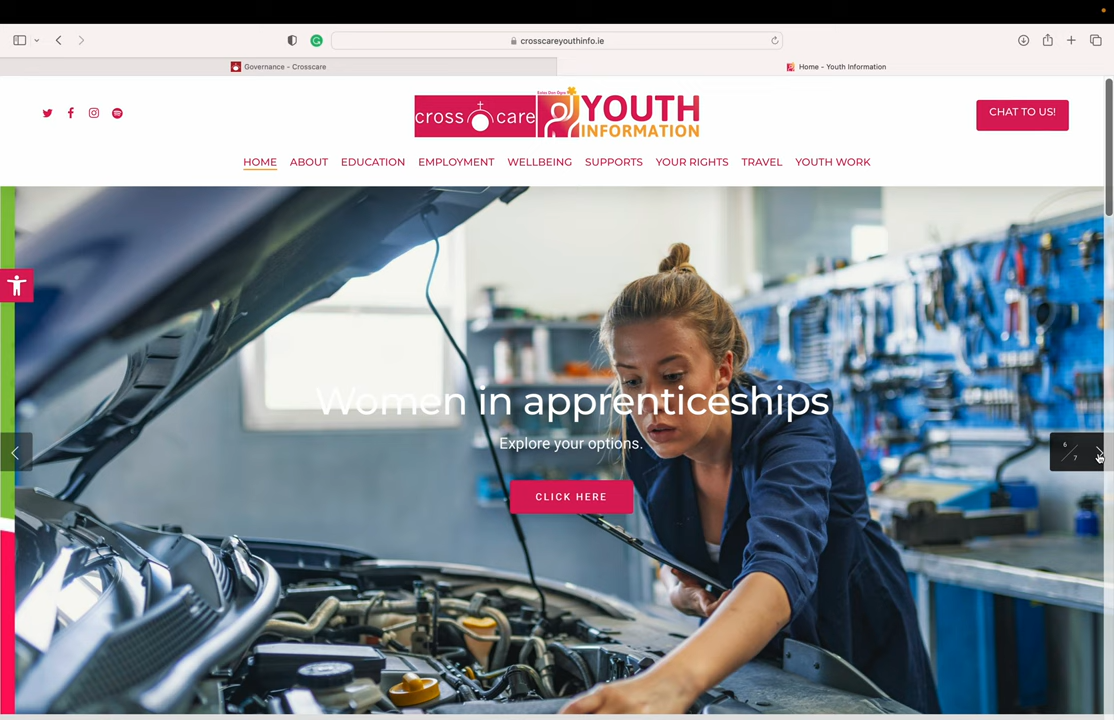 crosscareyouthinfo.ie
Governance - Crosscare
Home - Youth Information
cross care
YOUTH
INFORMATION
CHAT TO US!
HOME ABOUT EDUCATION EMPLOYMENT WELLBEING SUPPORTS YOUR RIGHTS TRAVEL YOUTH WORK
Women in apprenticeships
Explore your options.
CLICK HERE
6
7